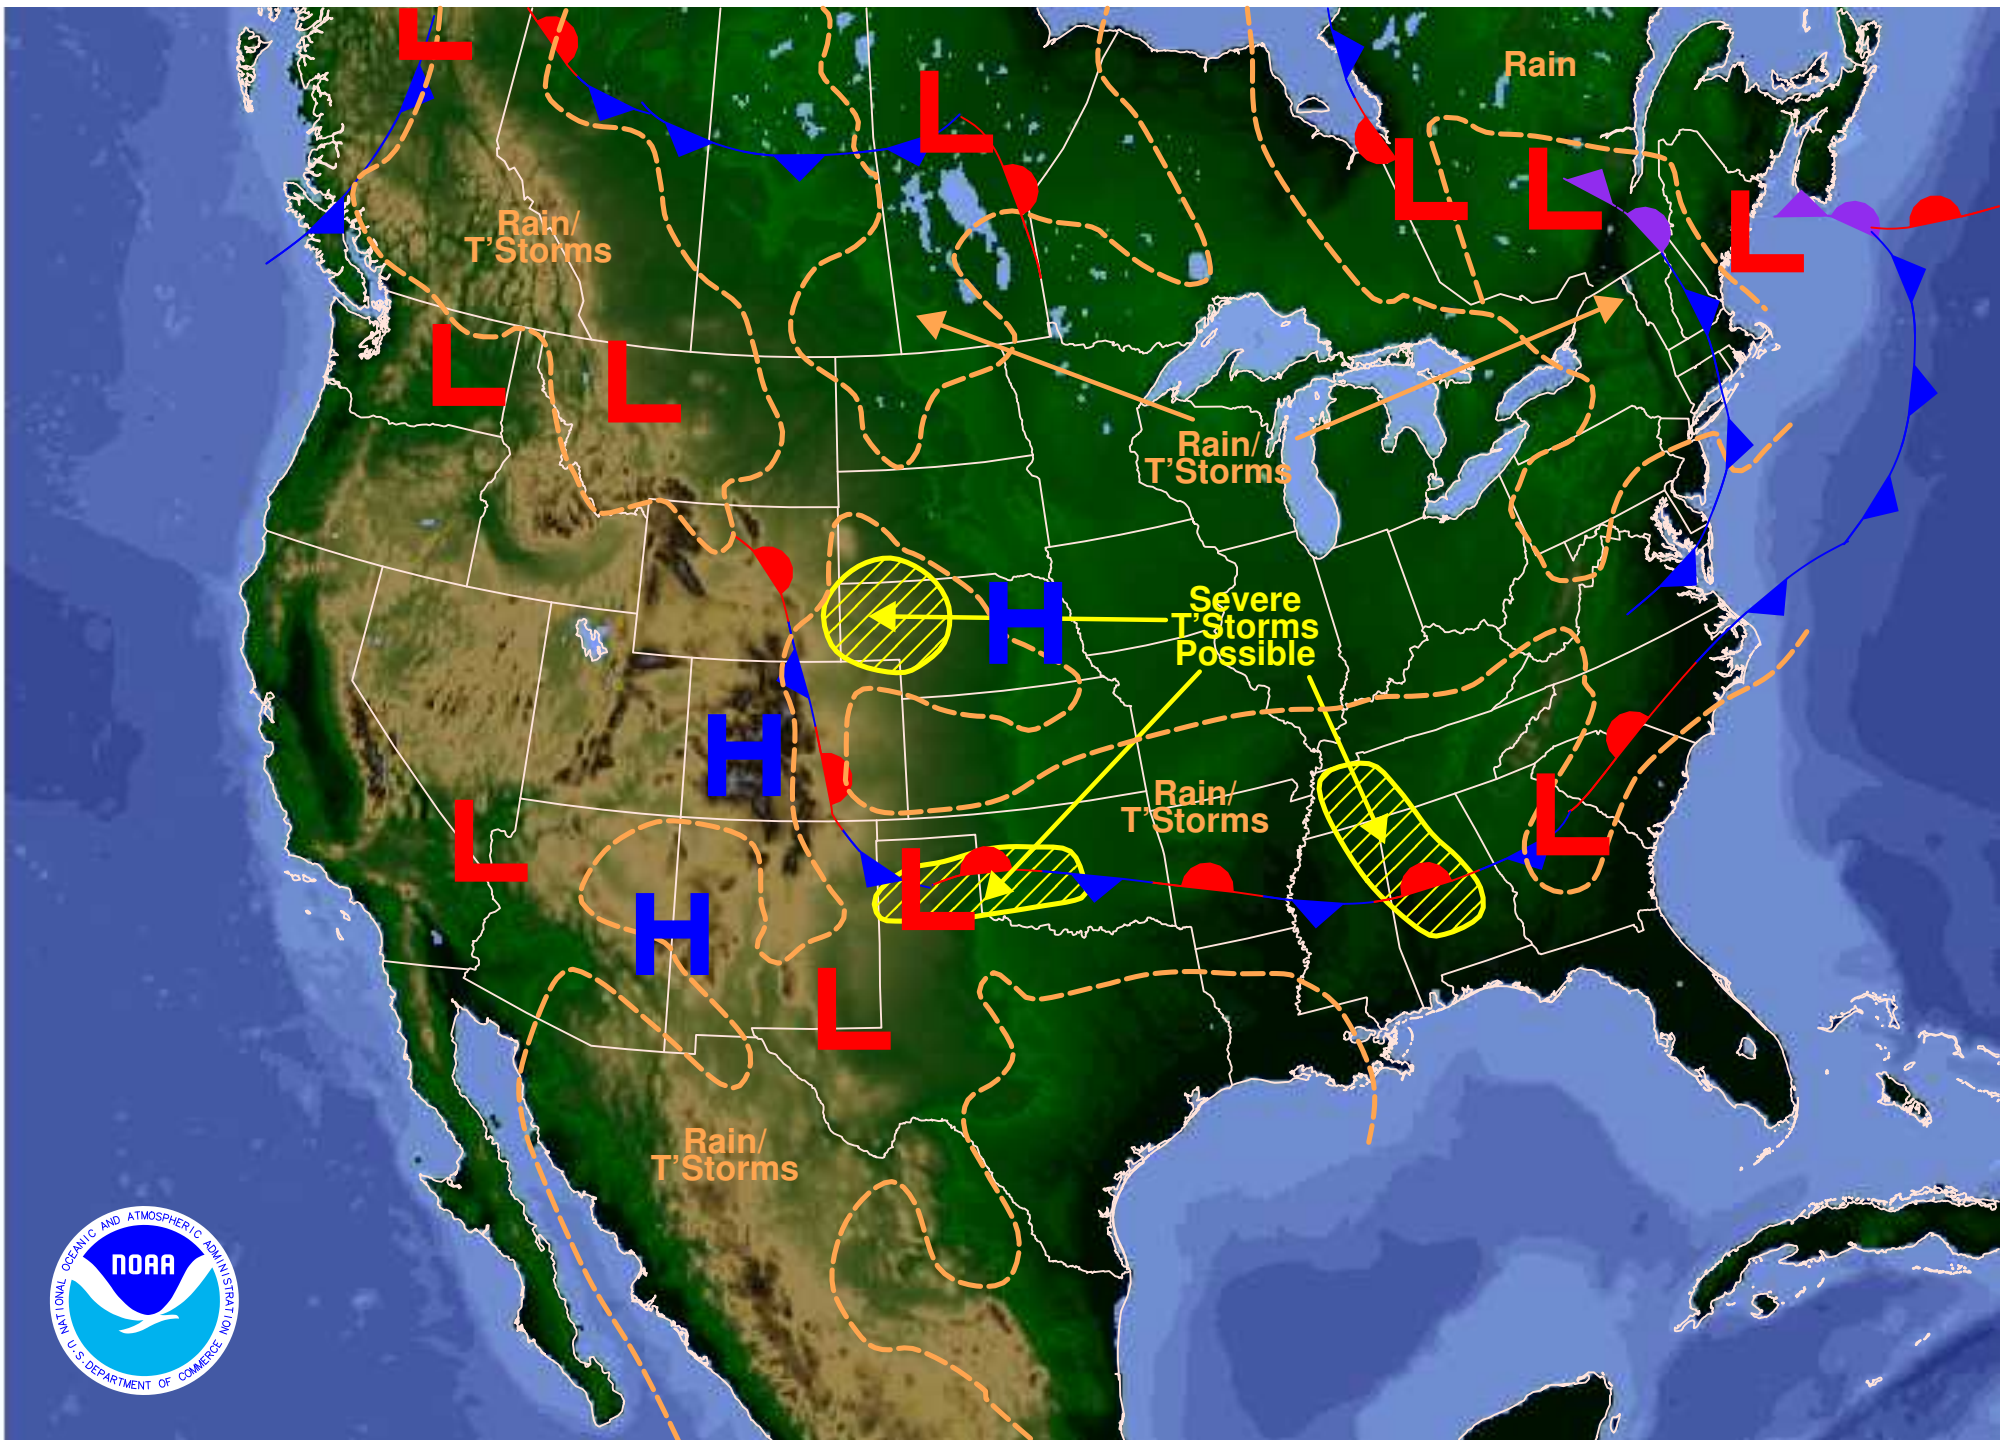 L
L
Rain
L
L
L
Rain/
T'Storms
L
L
Rain/
T'Storms
H
Severe
T'Storms
Possible
H
Rain/
T'Storms
L
L
L
H
L
Rain/
T'Storms
NATIONAL OCEANIC AND ATMOSPHERIC ADMINISTRATION
NOAA
U.S. DEPARTMENT OF COMMERCE